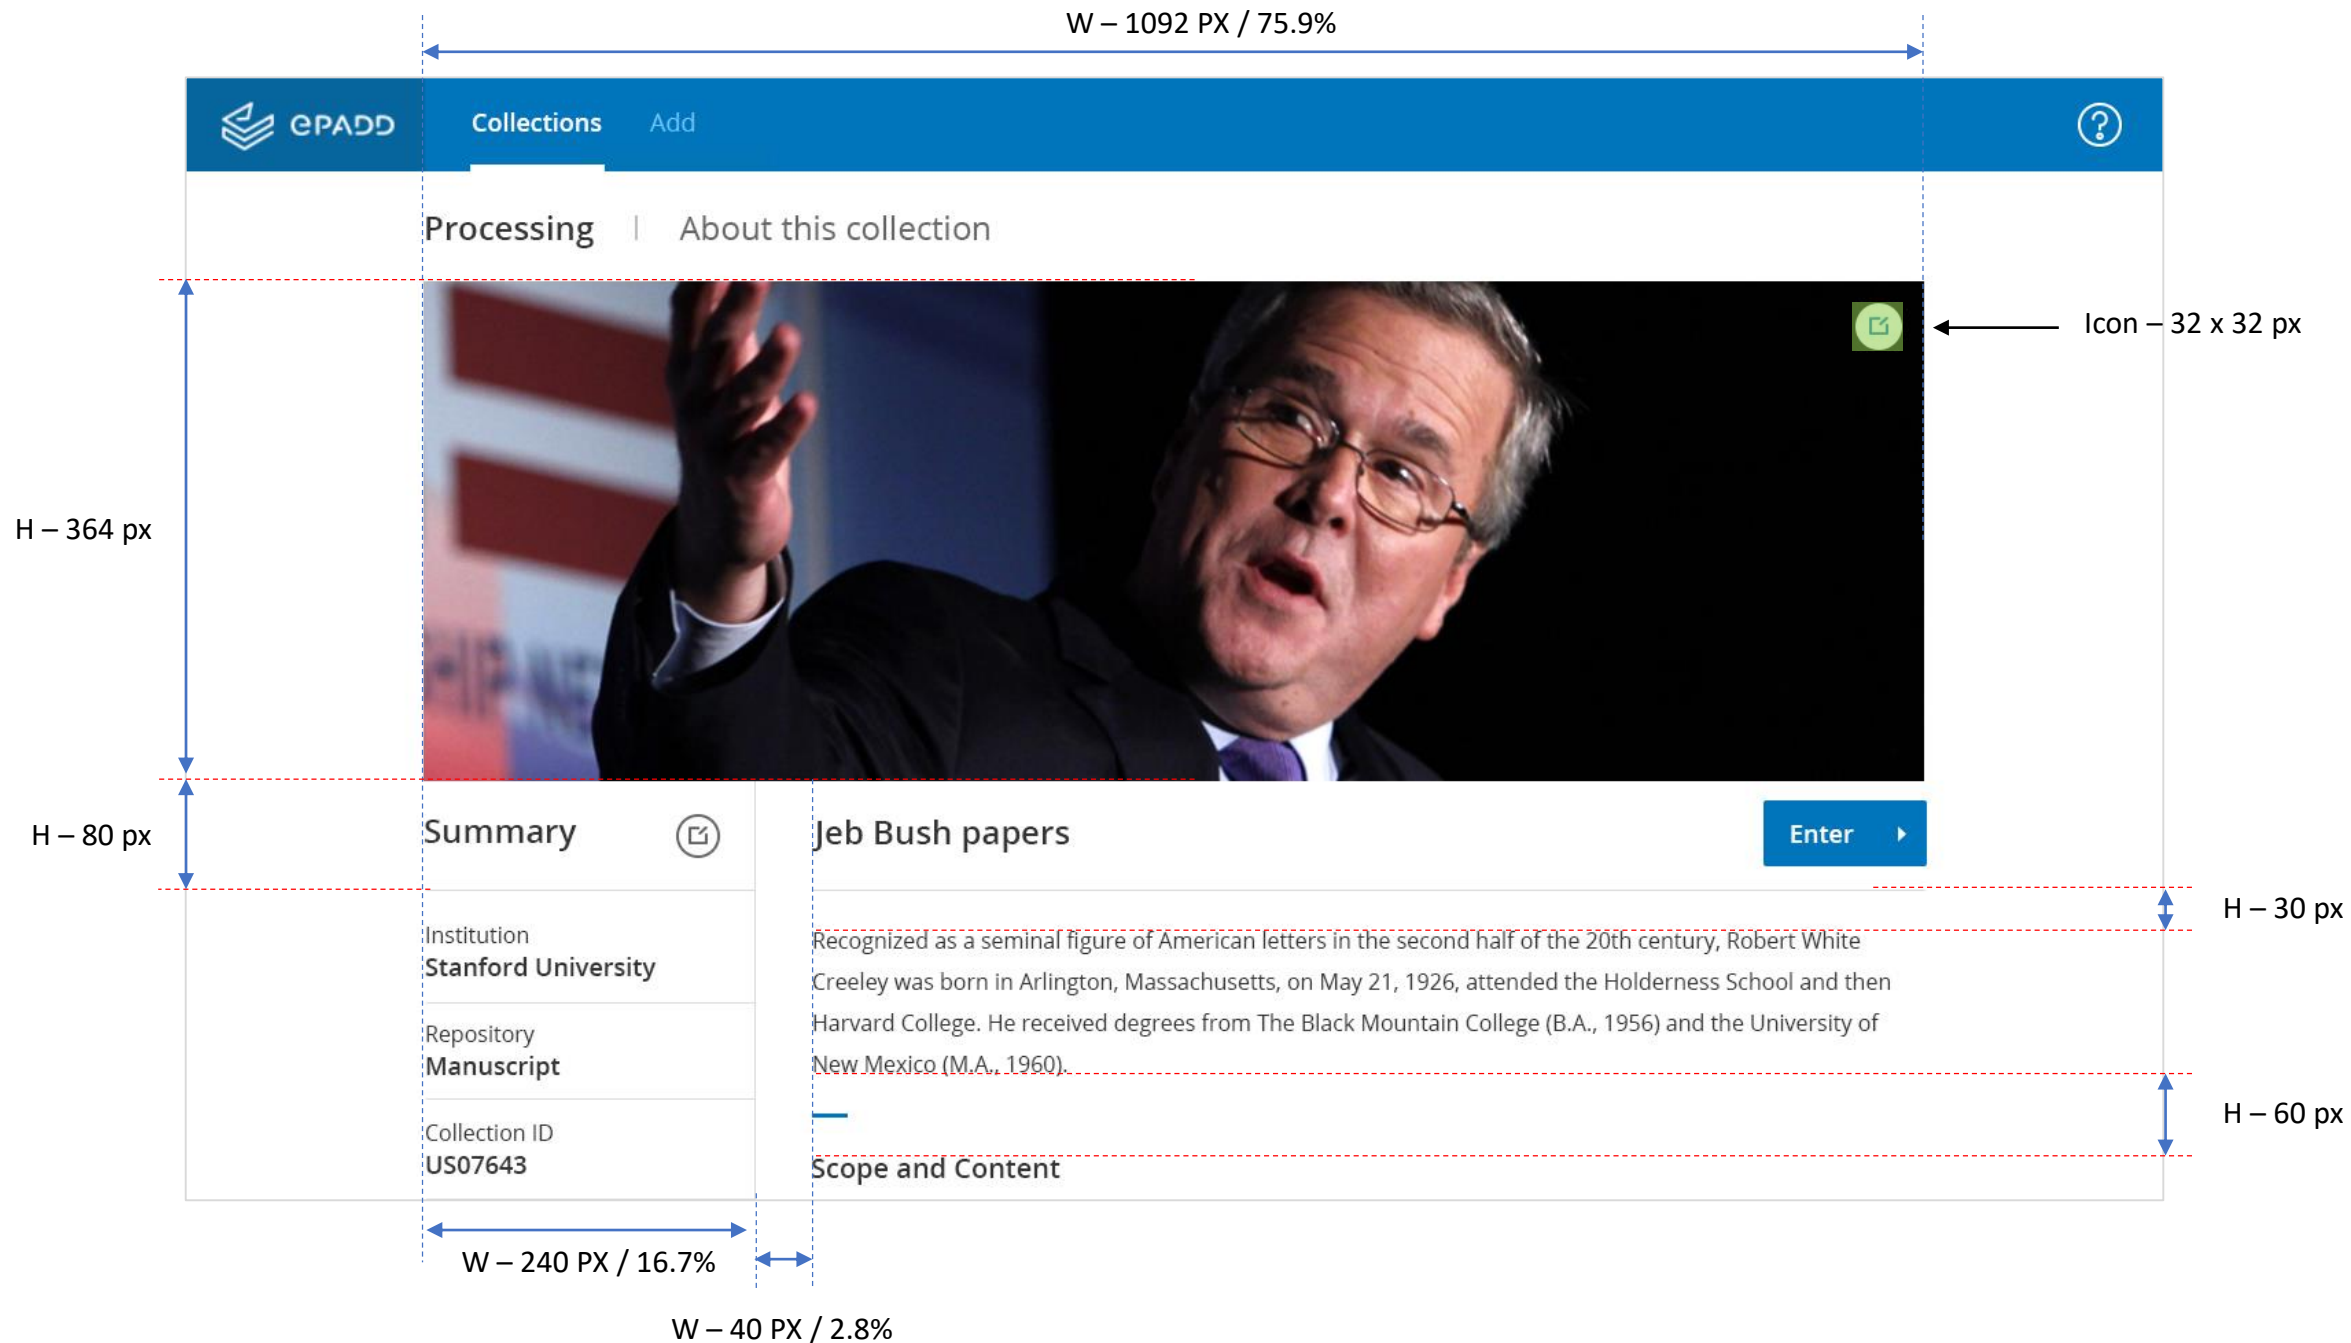 W – 1092 PX / 75.9%
ePADD
Collections
Add
?
Processing | About this collection
Icon – 32 x 32 px
H – 364 px
HIP NE
H – 80 px
Summary
Jeb Bush papers
Enter
H – 30 px
Institution
Stanford University
Repository
Manuscript
Collection ID
US07643
Recognized as a seminal figure of American letters in the second half of the 20th century, Robert White
Creeley was born in Arlington, Massachusetts, on May 21, 1926, attended the Holderness School and then
Harvard College. He received degrees from The Black Mountain College (B.A., 1956) and the University of
New Mexico (M.A., 1960).
H – 60 px
Scope and Content
W – 240 PX / 16.7%
W – 40 PX / 2.8%